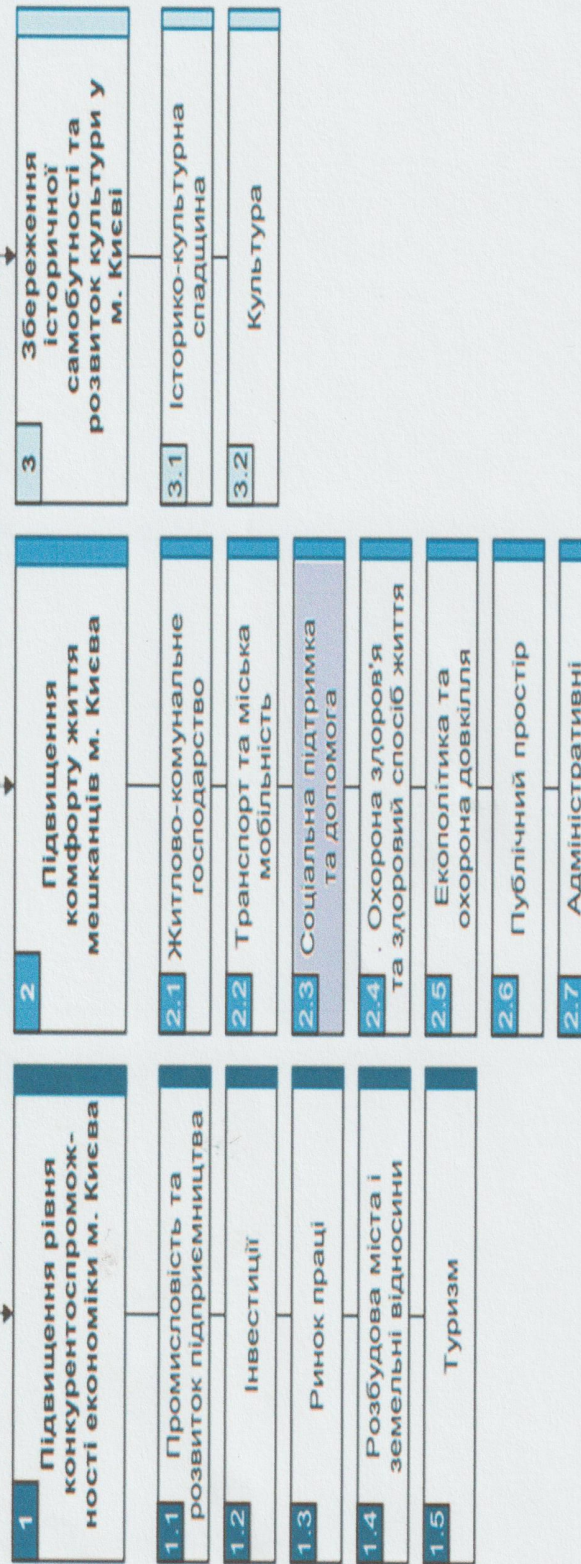 1
Підвищення рівня
конкурентоспромож-
ності економіки м. Києва
1.1
Промисловість та
розвиток підприємництва
1.2
Інвестиції
1.3
Ринок праці
1.4
Розбудова міста і
земельні відносини
1.5
Туризм
2
Підвищення
комфорту життя
мешканців м. Києва
2.1
Житлово-комунальне
господарство
2.2
Транспорт та міська
мобільність
2.3
Соціальна підтримка
та допомога
2.4
Охорона здоров'я
та здоровий спосіб життя
2.5
Екополітика та
охорона довкілля
2.6
Публічний простір
2.7
Адміністративні
3
Збереження
історичної
самобутності та
розвиток культури у
м. Києві
3.1
Історико-культурна
спадщина
3.2
Культура